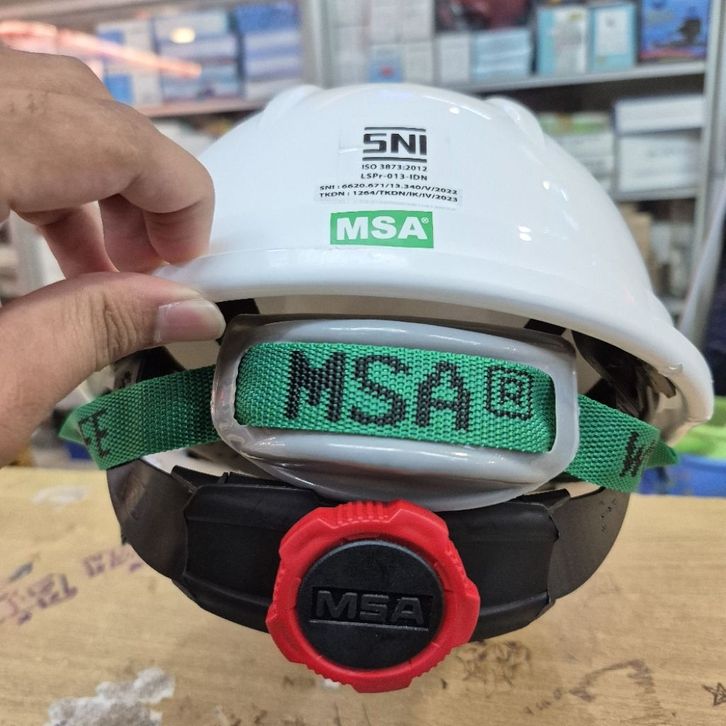 SNI
ISO 3873:2012
LSPr-013-IDN
SNI : 6620.671/13.340/V/2022
TKDN : 1264/TKDN/IK/IV/2023
MSA®
MSA®
MSA